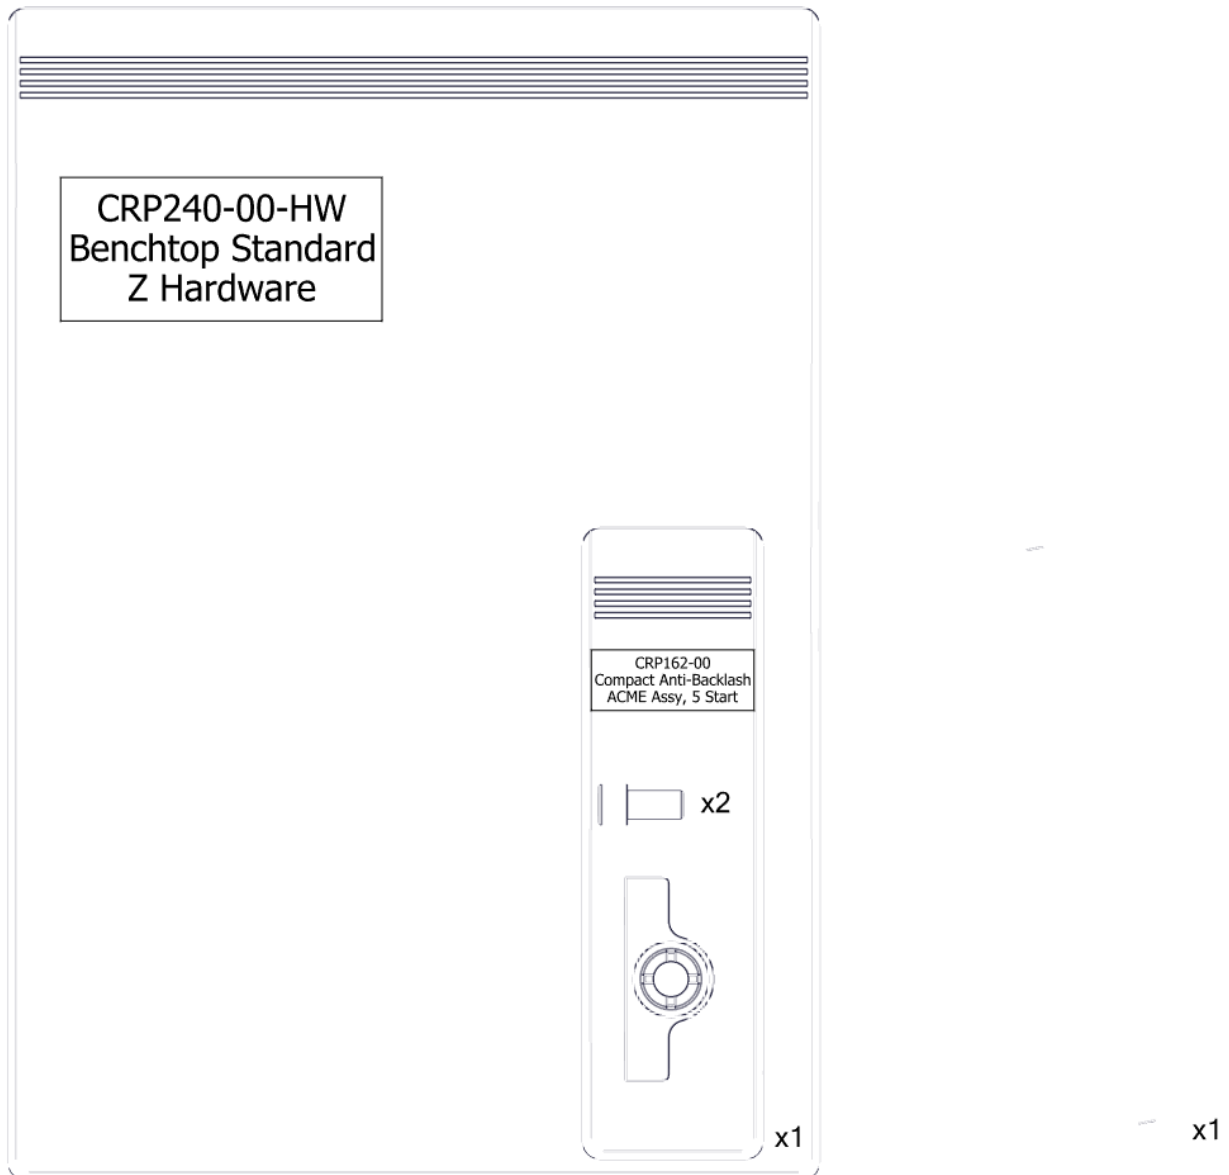 CRP240-00-HW
Benchtop Standard
Z Hardware
CRP162-00
Compact Anti-Backlash
ACME Assy, 5 Start
x2
x1
x1